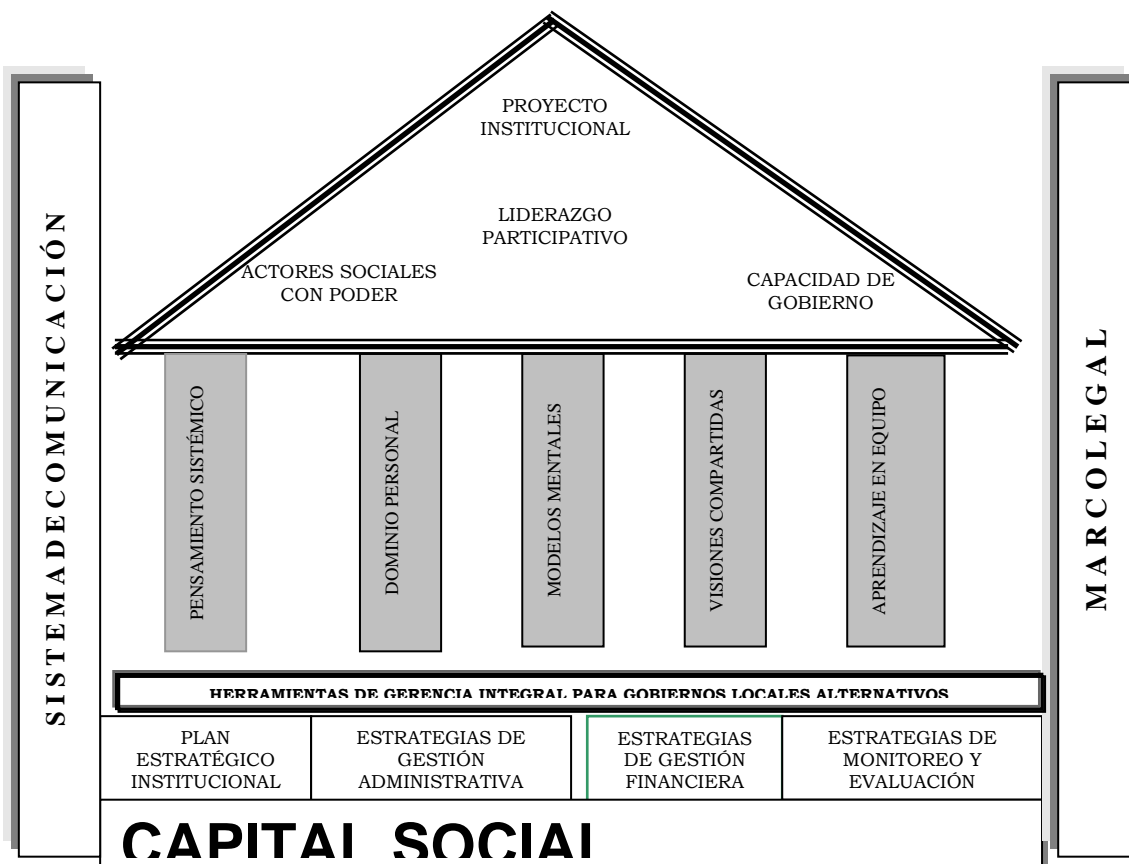 PROYECTO
INSTITUCIONAL
LIDERAZGO
PARTICIPATIVO
ACTORES SOCIALES
CON PODER
CAPACIDAD DE
GOBIERNO
SISTEMADECOMUNICACIÓN
PENSAMIENTO SISTÉMICO
DOMINIO PERSONAL
MODELOS MENTALES
VISIONES COMPARTIDAS
APRENDIZAJE EN EQUIPO
MARCOLEGAL
HERRAMIENTAS DE GERENCIA INTEGRAL PARA GOBIERNOS LOCALES ALTERNATIVOS
PLAN
ESTRATÉGICO
INSTITUCIONAL
ESTRATEGIAS DE
GESTIÓN
ADMINISTRATIVA
ESTRATEGIAS
DE GESTIÓN
FINANCIERA
ESTRATEGIAS DE
MONITOREO Y
EVALUACIÓN
CAPITAL SOCIAL